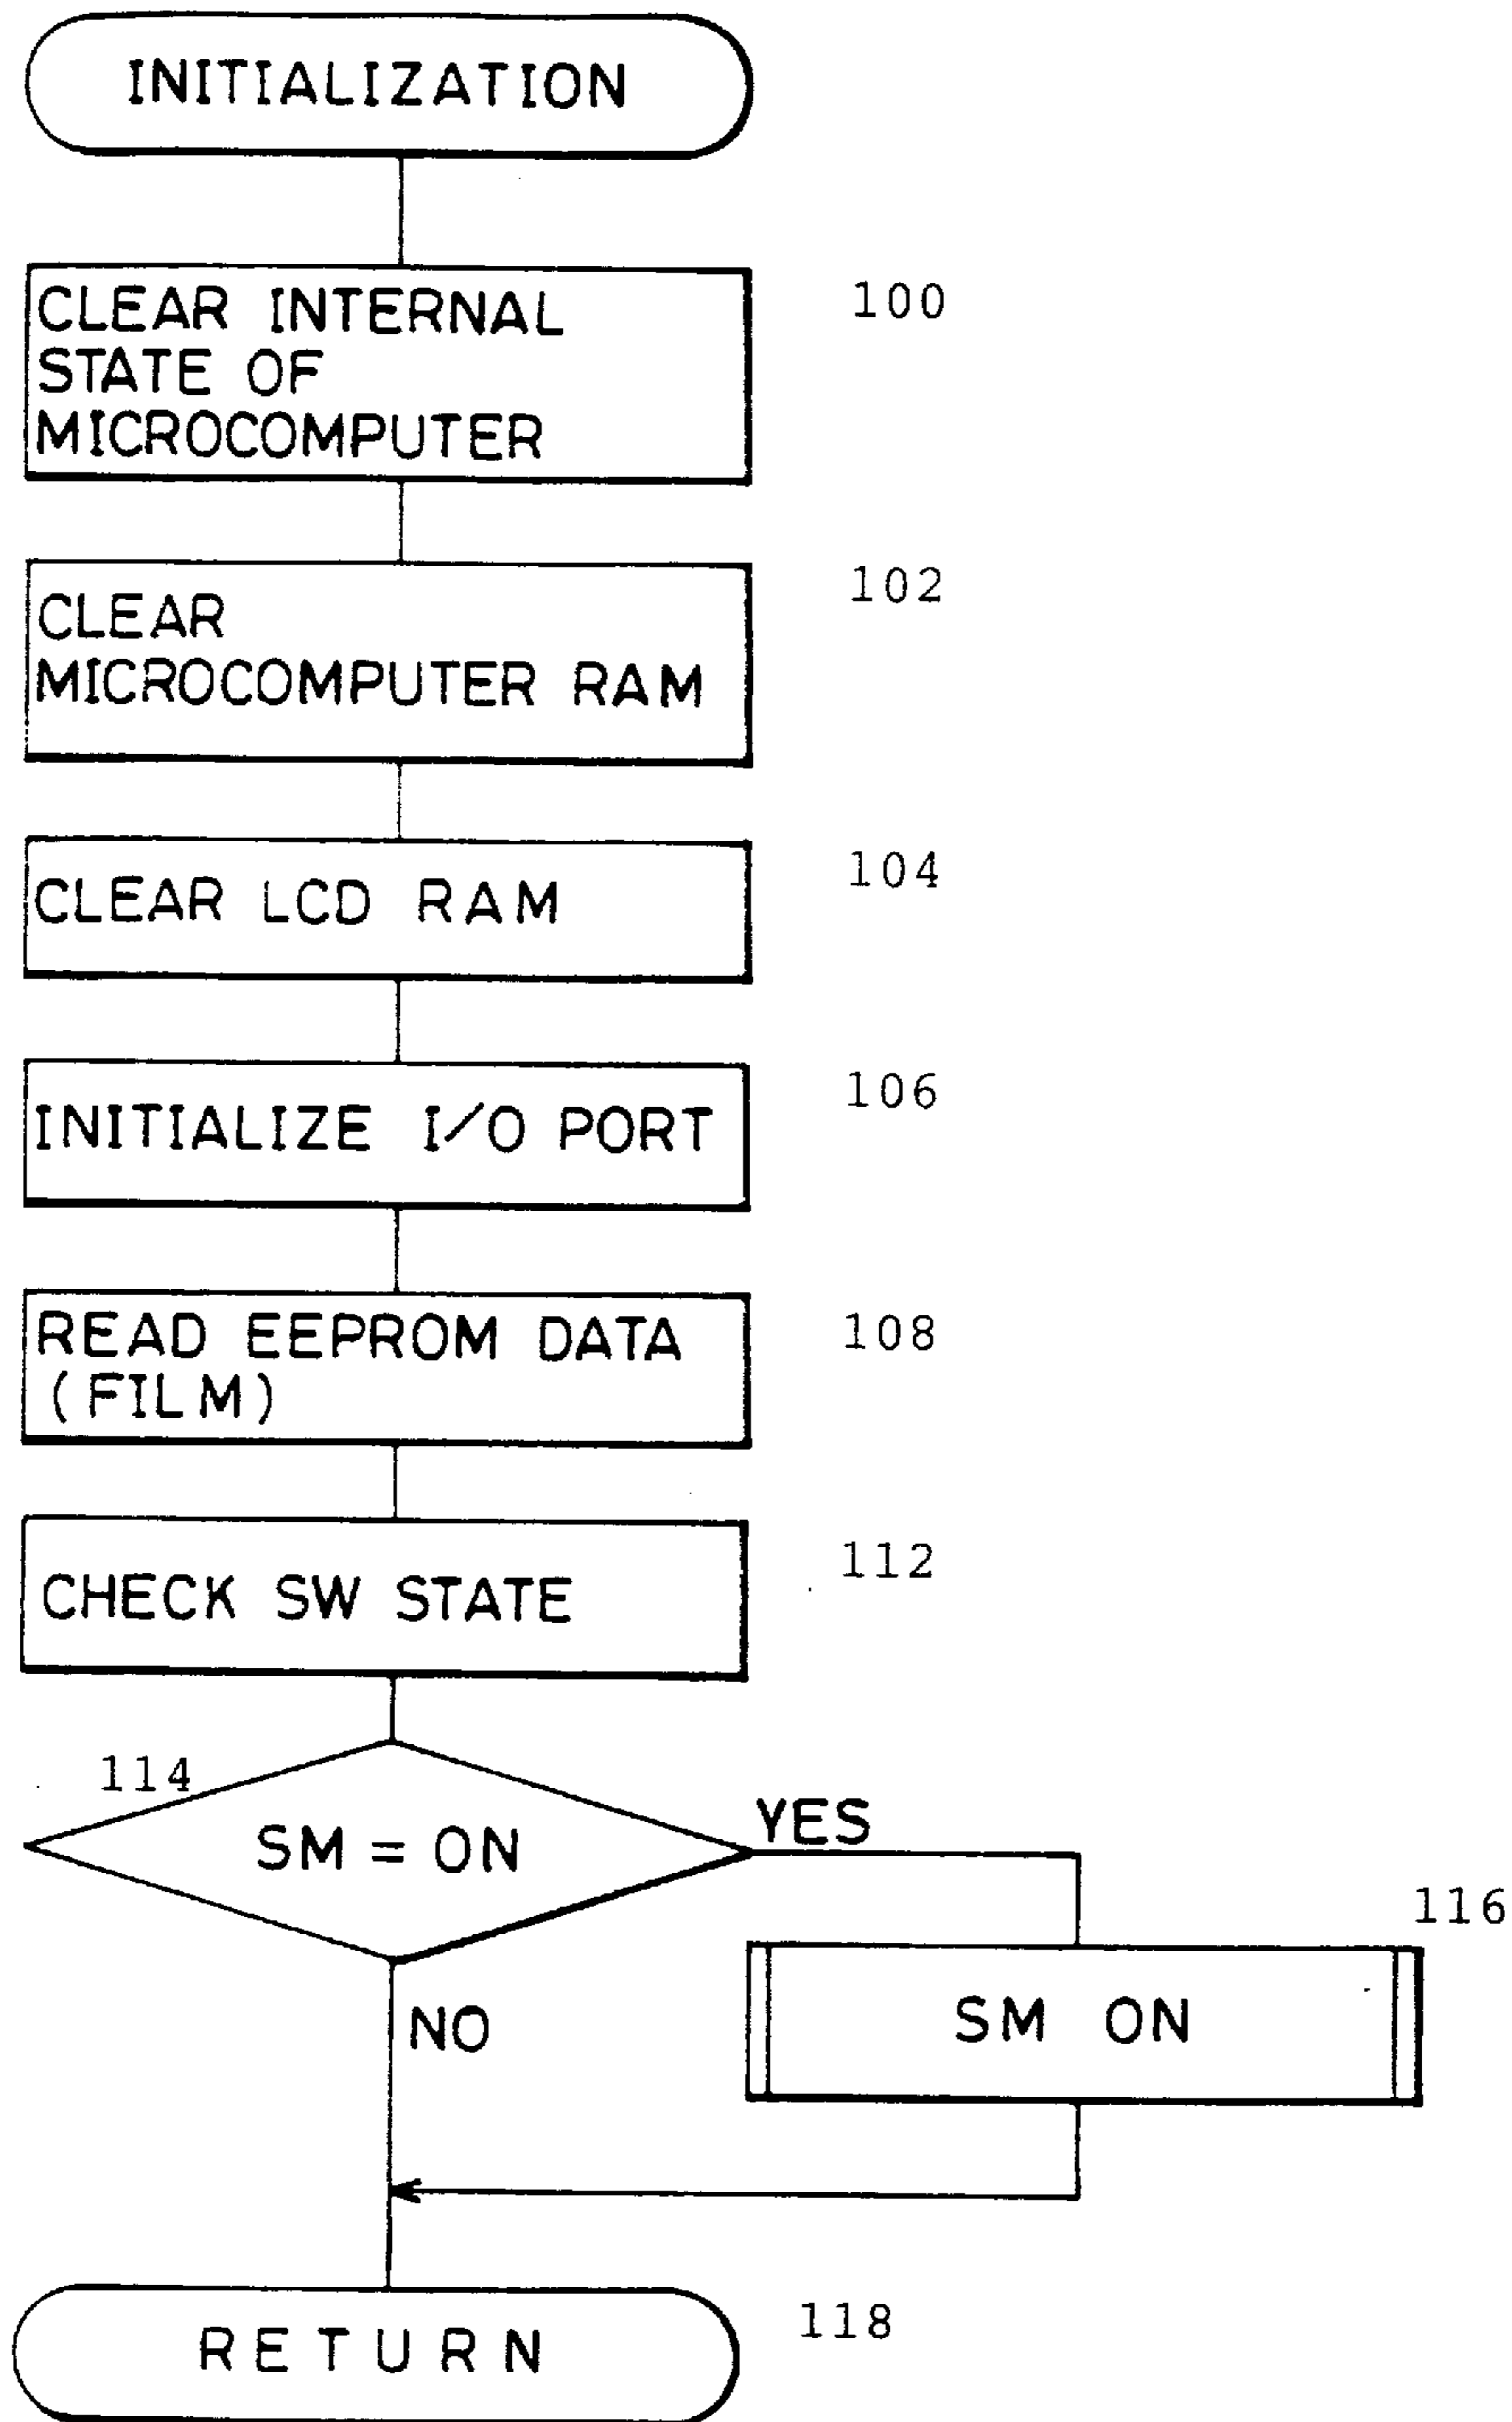 INITIALIZATION
CLEAR INTERNAL
STATE OF
MICROCOMPUTER
100
CLEAR
MICROCOMPUTER RAM
102
CLEAR LCD RAM
104
INITIALIZE I/O PORT
106
READ EEPROM DATA
(FILM)
108
CHECK SW STATE
112
114
SM = ON
YES
NO
116
SM ON
RETURN
118